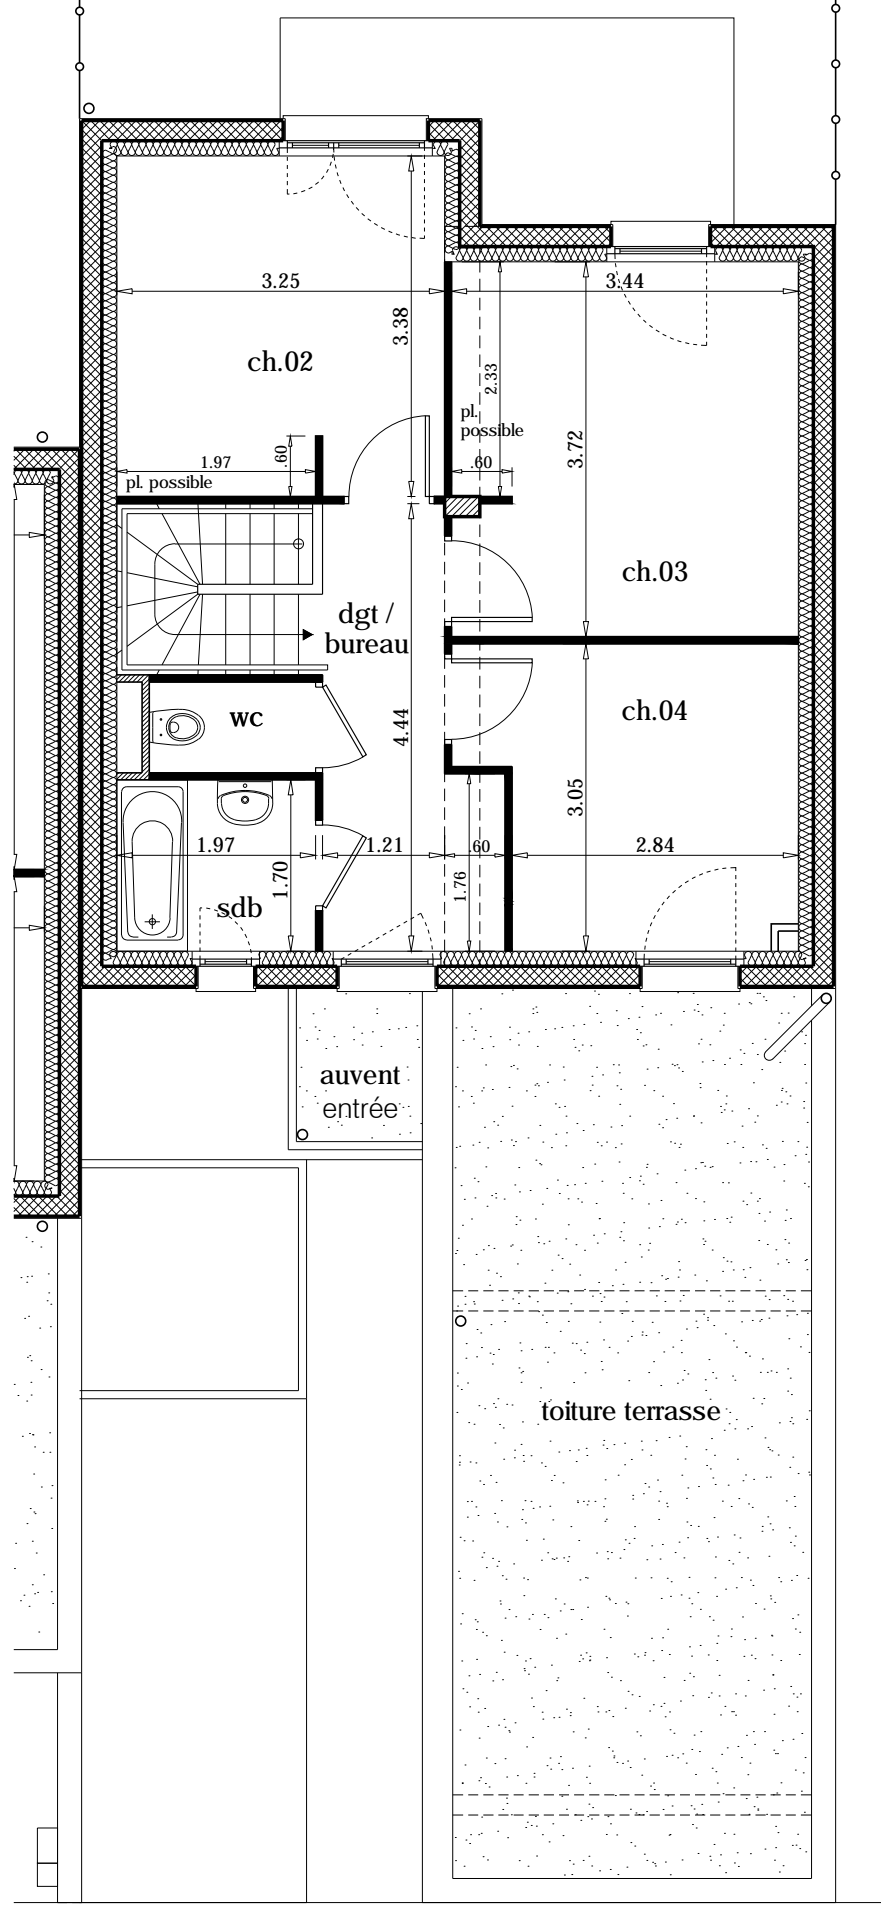 3.25
3.44
3.38
ch.02
2.33
pl.
possible
3.72
1.97
.60
.60
pl. possible
ch.03
dgt /
bureau
wc
ch.04
4.44
3.05
1.97
1.21
.60
2.84
1.70
1.76
sdb
auvent
entrée
toiture terrasse